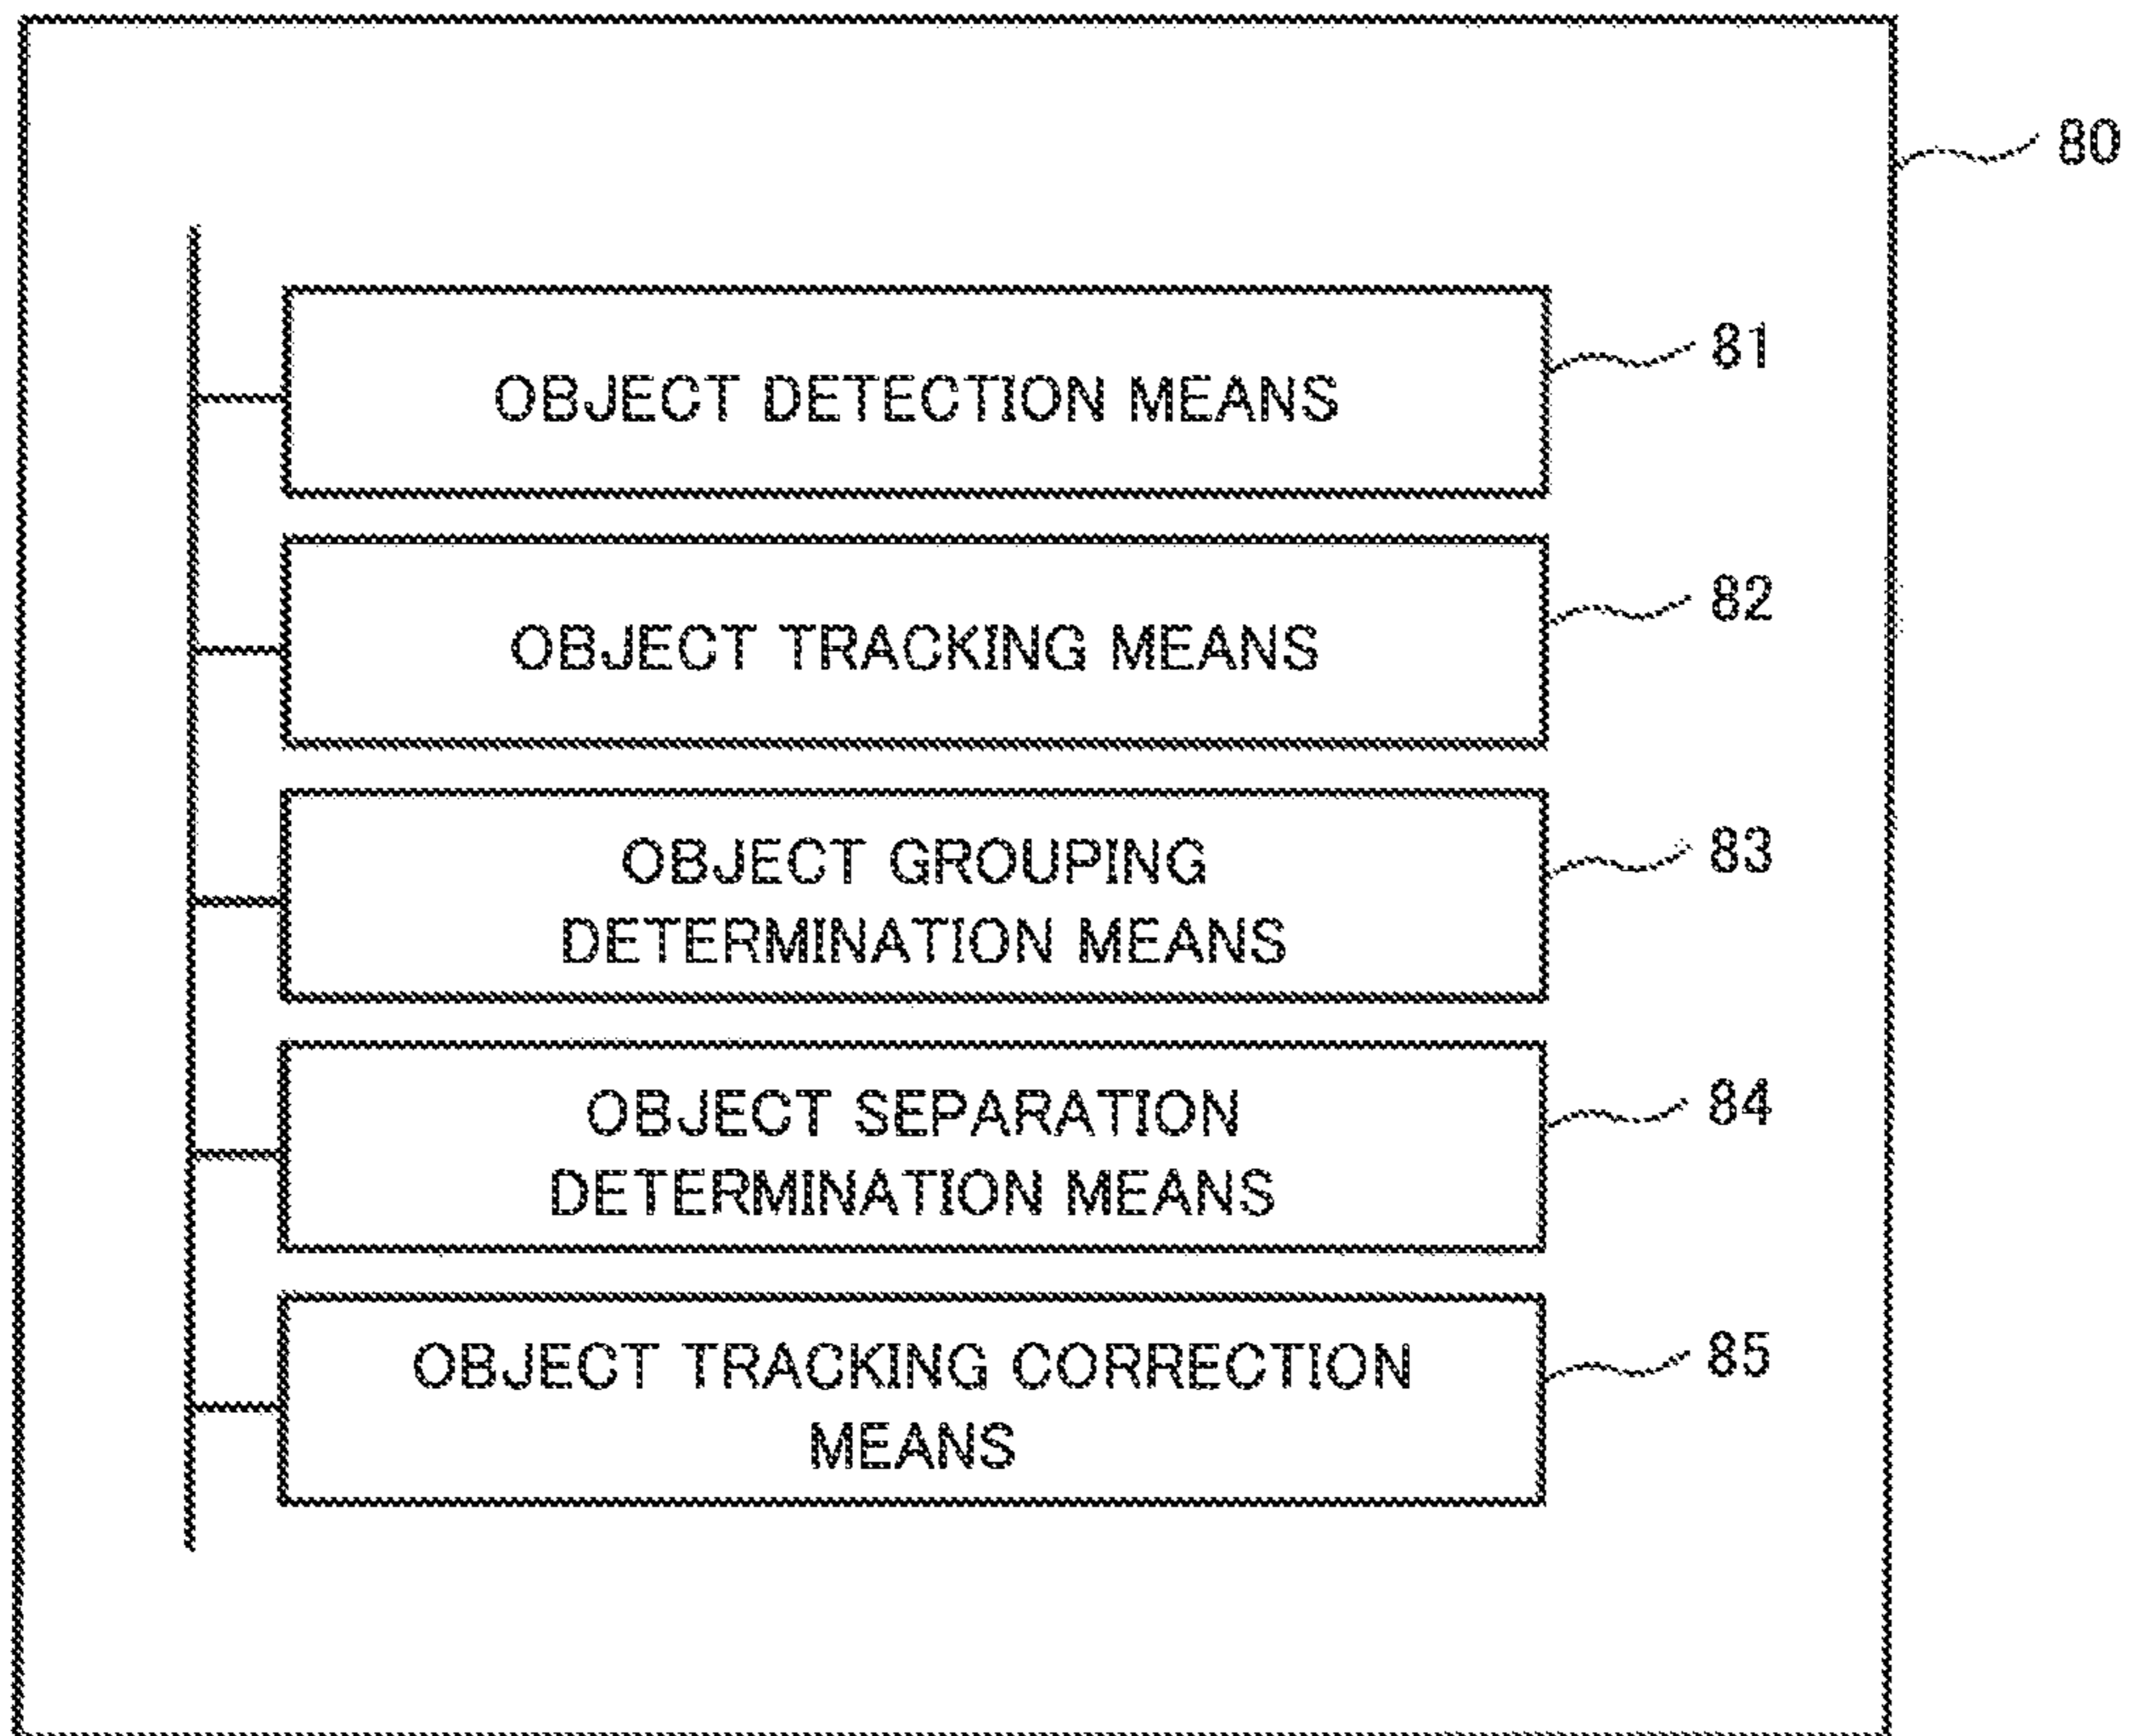 80
OBJECT DETECTION MEANS
81
OBJECT TRACKING MEANS
82
OBJECT GROUPING
DETERMINATION MEANS
83
OBJECT SEPARATION
DETERMINATION MEANS
84
OBJECT TRACKING CORRECTION
MEANS
85